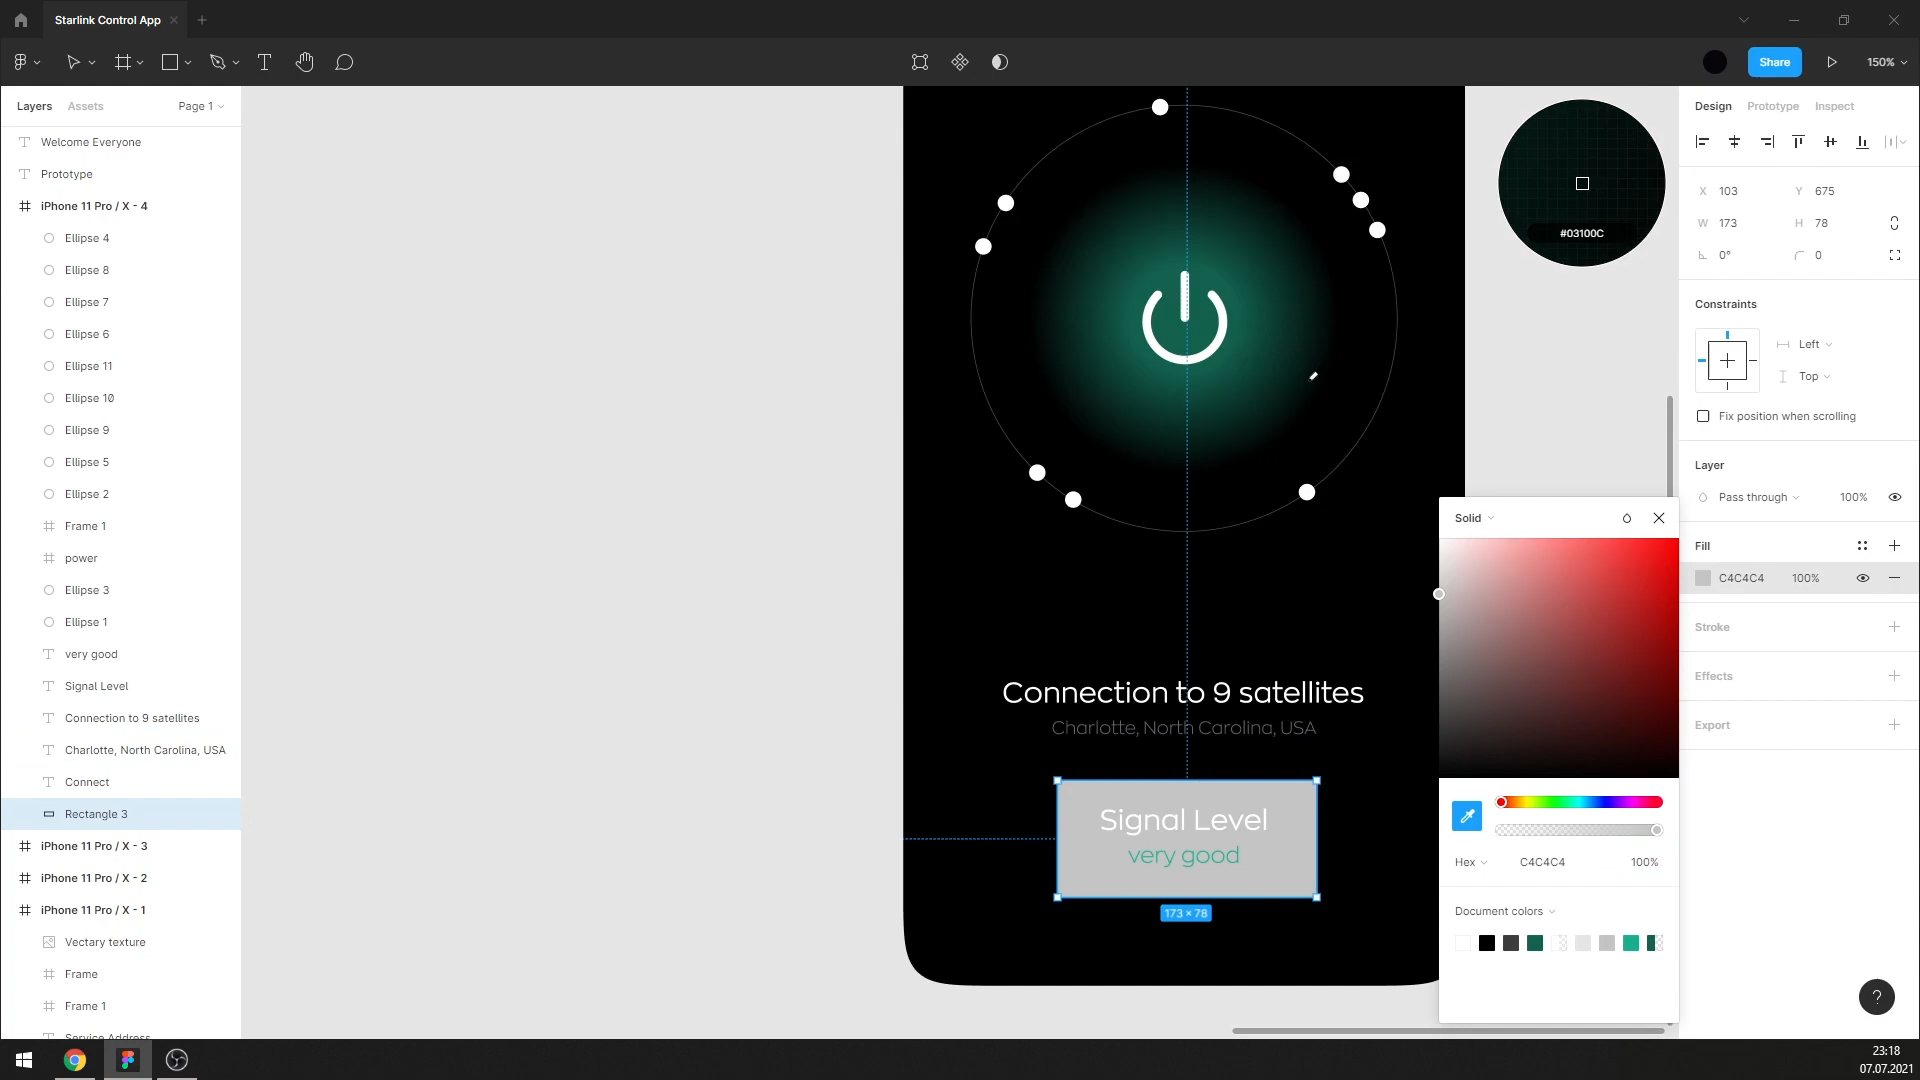 Starlink Control App
Share
150%
Layers
Assets
Page 1
Welcome Everyone
Prototype
iPhone 11 Pro / X - 4
Ellipse 4
Ellipse 8
Ellipse 7
Ellipse 6
Ellipse 11
Ellipse 10
Ellipse 9
Ellipse 5
Ellipse 2
Frame 1
power
Ellipse 3
Ellipse 1
very good
Signal Level
Connection to 9 satellites
Charlotte, North Carolina, USA
Connect
Rectangle 3
iPhone 11 Pro / X - 3
iPhone 11 Pro / X - 2
iPhone 11 Pro / X - 1
Vectary texture
Frame
Frame 1
Service Address
Connection to 9 satellites
Charlotte, North Carolina, USA
Signal Level
very good
173 × 78
#03100C
Solid
Hex
C4C4C4
100%
Document colors
Design
Prototype
Inspect
X 103
Y 675
W 173
H 78
0°
0
Constraints
Left
Top
Fix position when scrolling
Layer
Pass through
100%
Fill
C4C4C4
100%
Stroke
Effects
Export
?
23:18
07.07.2021